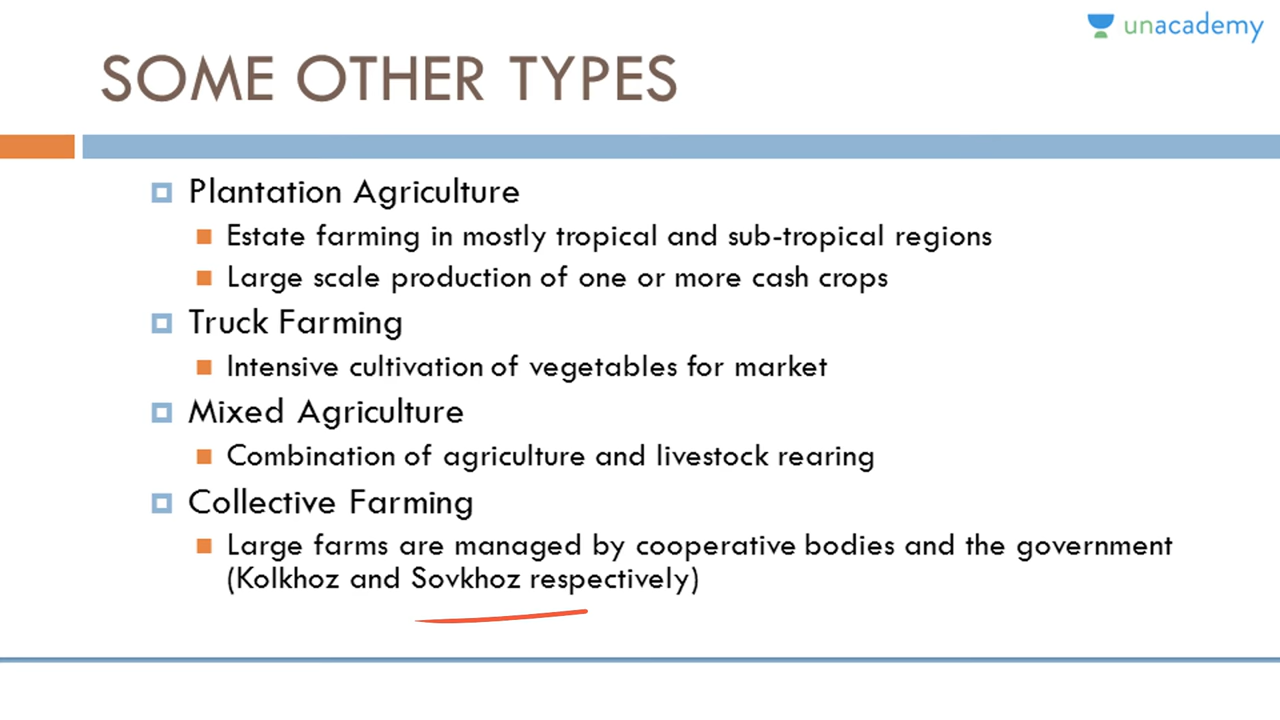 unacademy
SOME OTHER TYPES
Plantation Agriculture
Estate farming in mostly tropical and sub-tropical regions
Large scale production of one or more cash crops
Truck Farming
Intensive cultivation of vegetables for market
Mixed Agriculture
Combination of agriculture and livestock rearing
Collective Farming
Large farms are managed by cooperative bodies and the government
(Kolkhoz and Sovkhoz respectively)